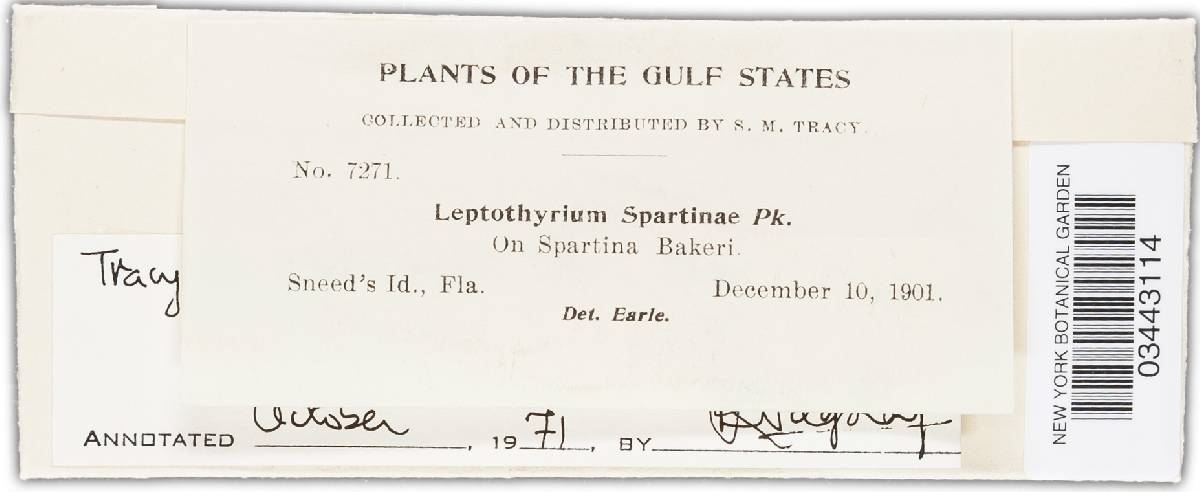 PLANTS OF THE GULF STATES
COLLECTED AND DISTRIBUTED BY S. M. TRACY.
No. 7271.
Leptothyrium Spartinae Pk.
On Spartina Bakeri.
Sneed's Id., Fla. December 10, 1901.
Det. Earle.
Tracy
ANNOTATED October, 1971, BY
NEW YORK BOTANICAL GARDEN
03443114